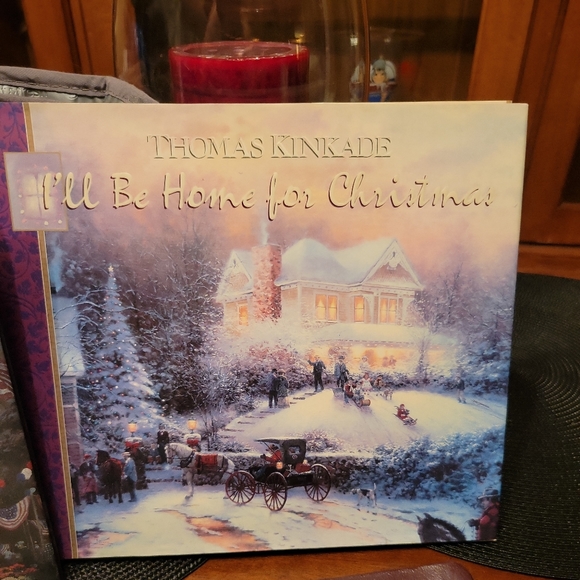 THOMAS KINKADE
I'll Be Home for Christmas